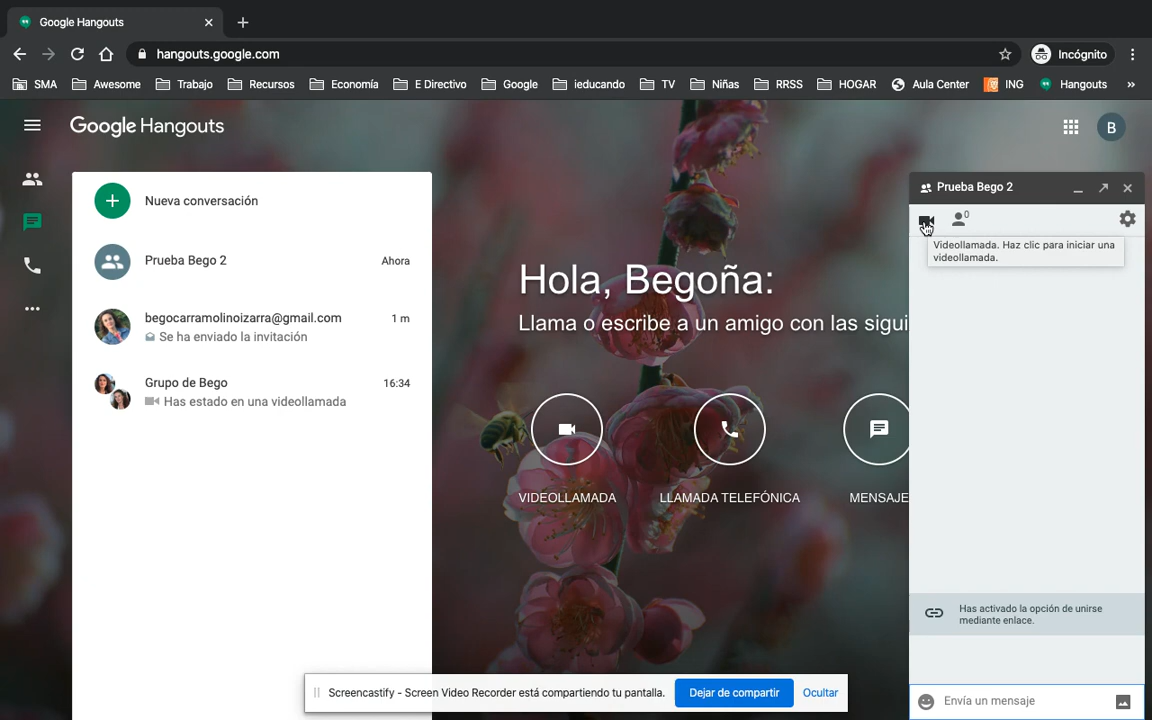 Google Hangouts
hangouts.google.com
Incógnito
SMA
Awesome
Trabajo
Recursos
Economía
E Directivo
Google
ieducando
TV
Niñas
RRSS
HOGAR
Aula Center
ING
Hangouts
»
Google Hangouts
B
Nueva conversación
Prueba Bego 2
Ahora
begocarramolinoizarra@gmail.com
1 m
Se ha enviado la invitación
Grupo de Bego
16:34
Has estado en una videollamada
Hola, Begoña:
Llama o escribe a un amigo con las sigui
VIDEOLLAMADA
LLAMADA TELEFÓNICA
MENSAJE
Prueba Bego 2
0
Videollamada. Haz clic para iniciar una
videollamada.
Has activado la opción de unirse
mediante enlace.
Envía un mensaje
Screencastify - Screen Video Recorder está compartiendo tu pantalla.
Dejar de compartir
Ocultar